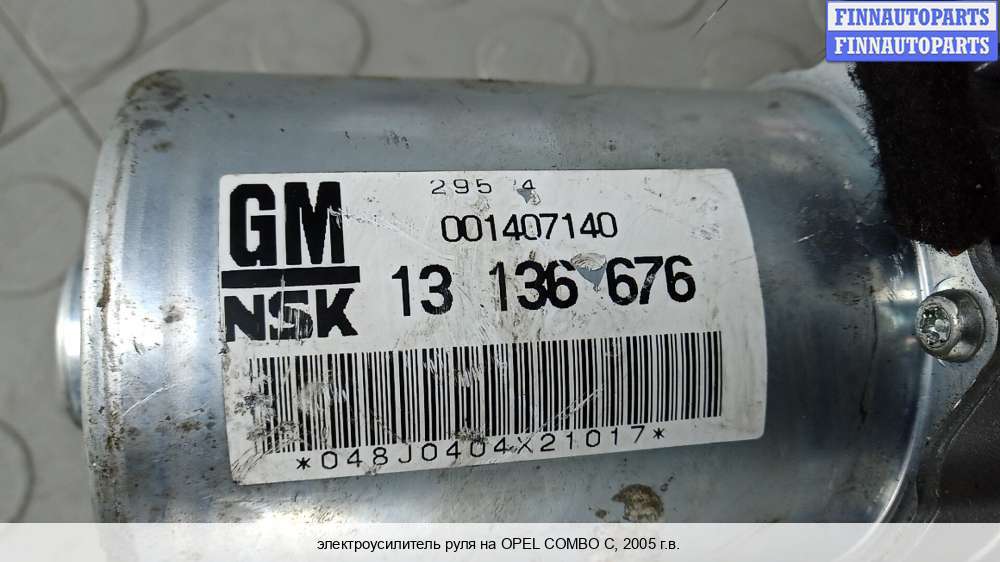 FINNAUTOPARTS
FINNAUTOPARTS
GM
NSK
001407140
13 136 676
*048J0404X21017*
электроусилитель руля на OPEL COMBO C, 2005 г.в.